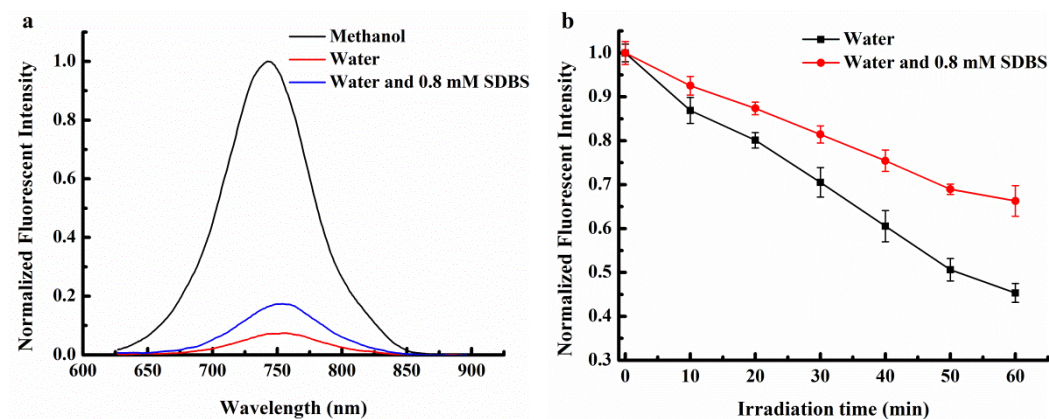 a
Methanol
Water
Water and 0.8 mM SDBS
Normalized Fluorescent Intensity
1.0
0.8
0.6
0.4
0.2
0.0
600 650 700 750 800 850 900
Wavelength (nm)
b
Water
Water and 0.8 mM SDBS
Normalized Fluorescent Intensity
1.0
0.9
0.8
0.7
0.6
0.5
0.4
0.3
0 10 20 30 40 50 60
Irradiation time (min)